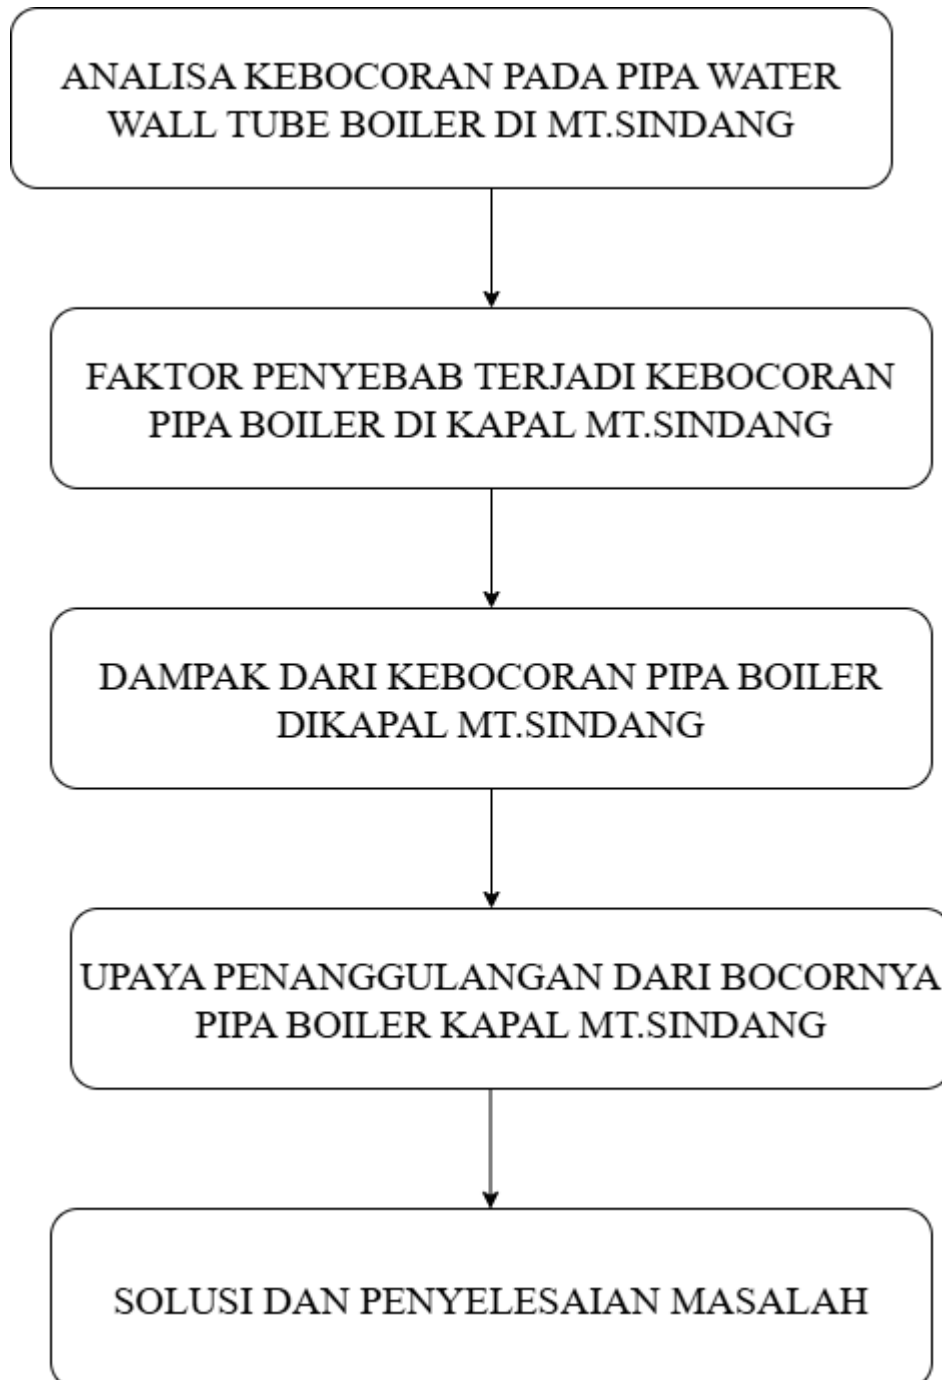 ANALISA KEBOCORAN PADA PIPA WATER
WALL TUBE BOILER DI MT.SINDANG
FAKTOR PENYEBAB TERJADI KEBOCORAN
PIPA BOILER DI KAPAL MT.SINDANG
DAMPAK DARI KEBOCORAN PIPA BOILER
DIKAPAL MT.SINDANG
UPAYA PENANGGULANGAN DARI BOCORNYA
PIPA BOILER KAPAL MT.SINDANG
SOLUSI DAN PENYELESAIAN MASALAH